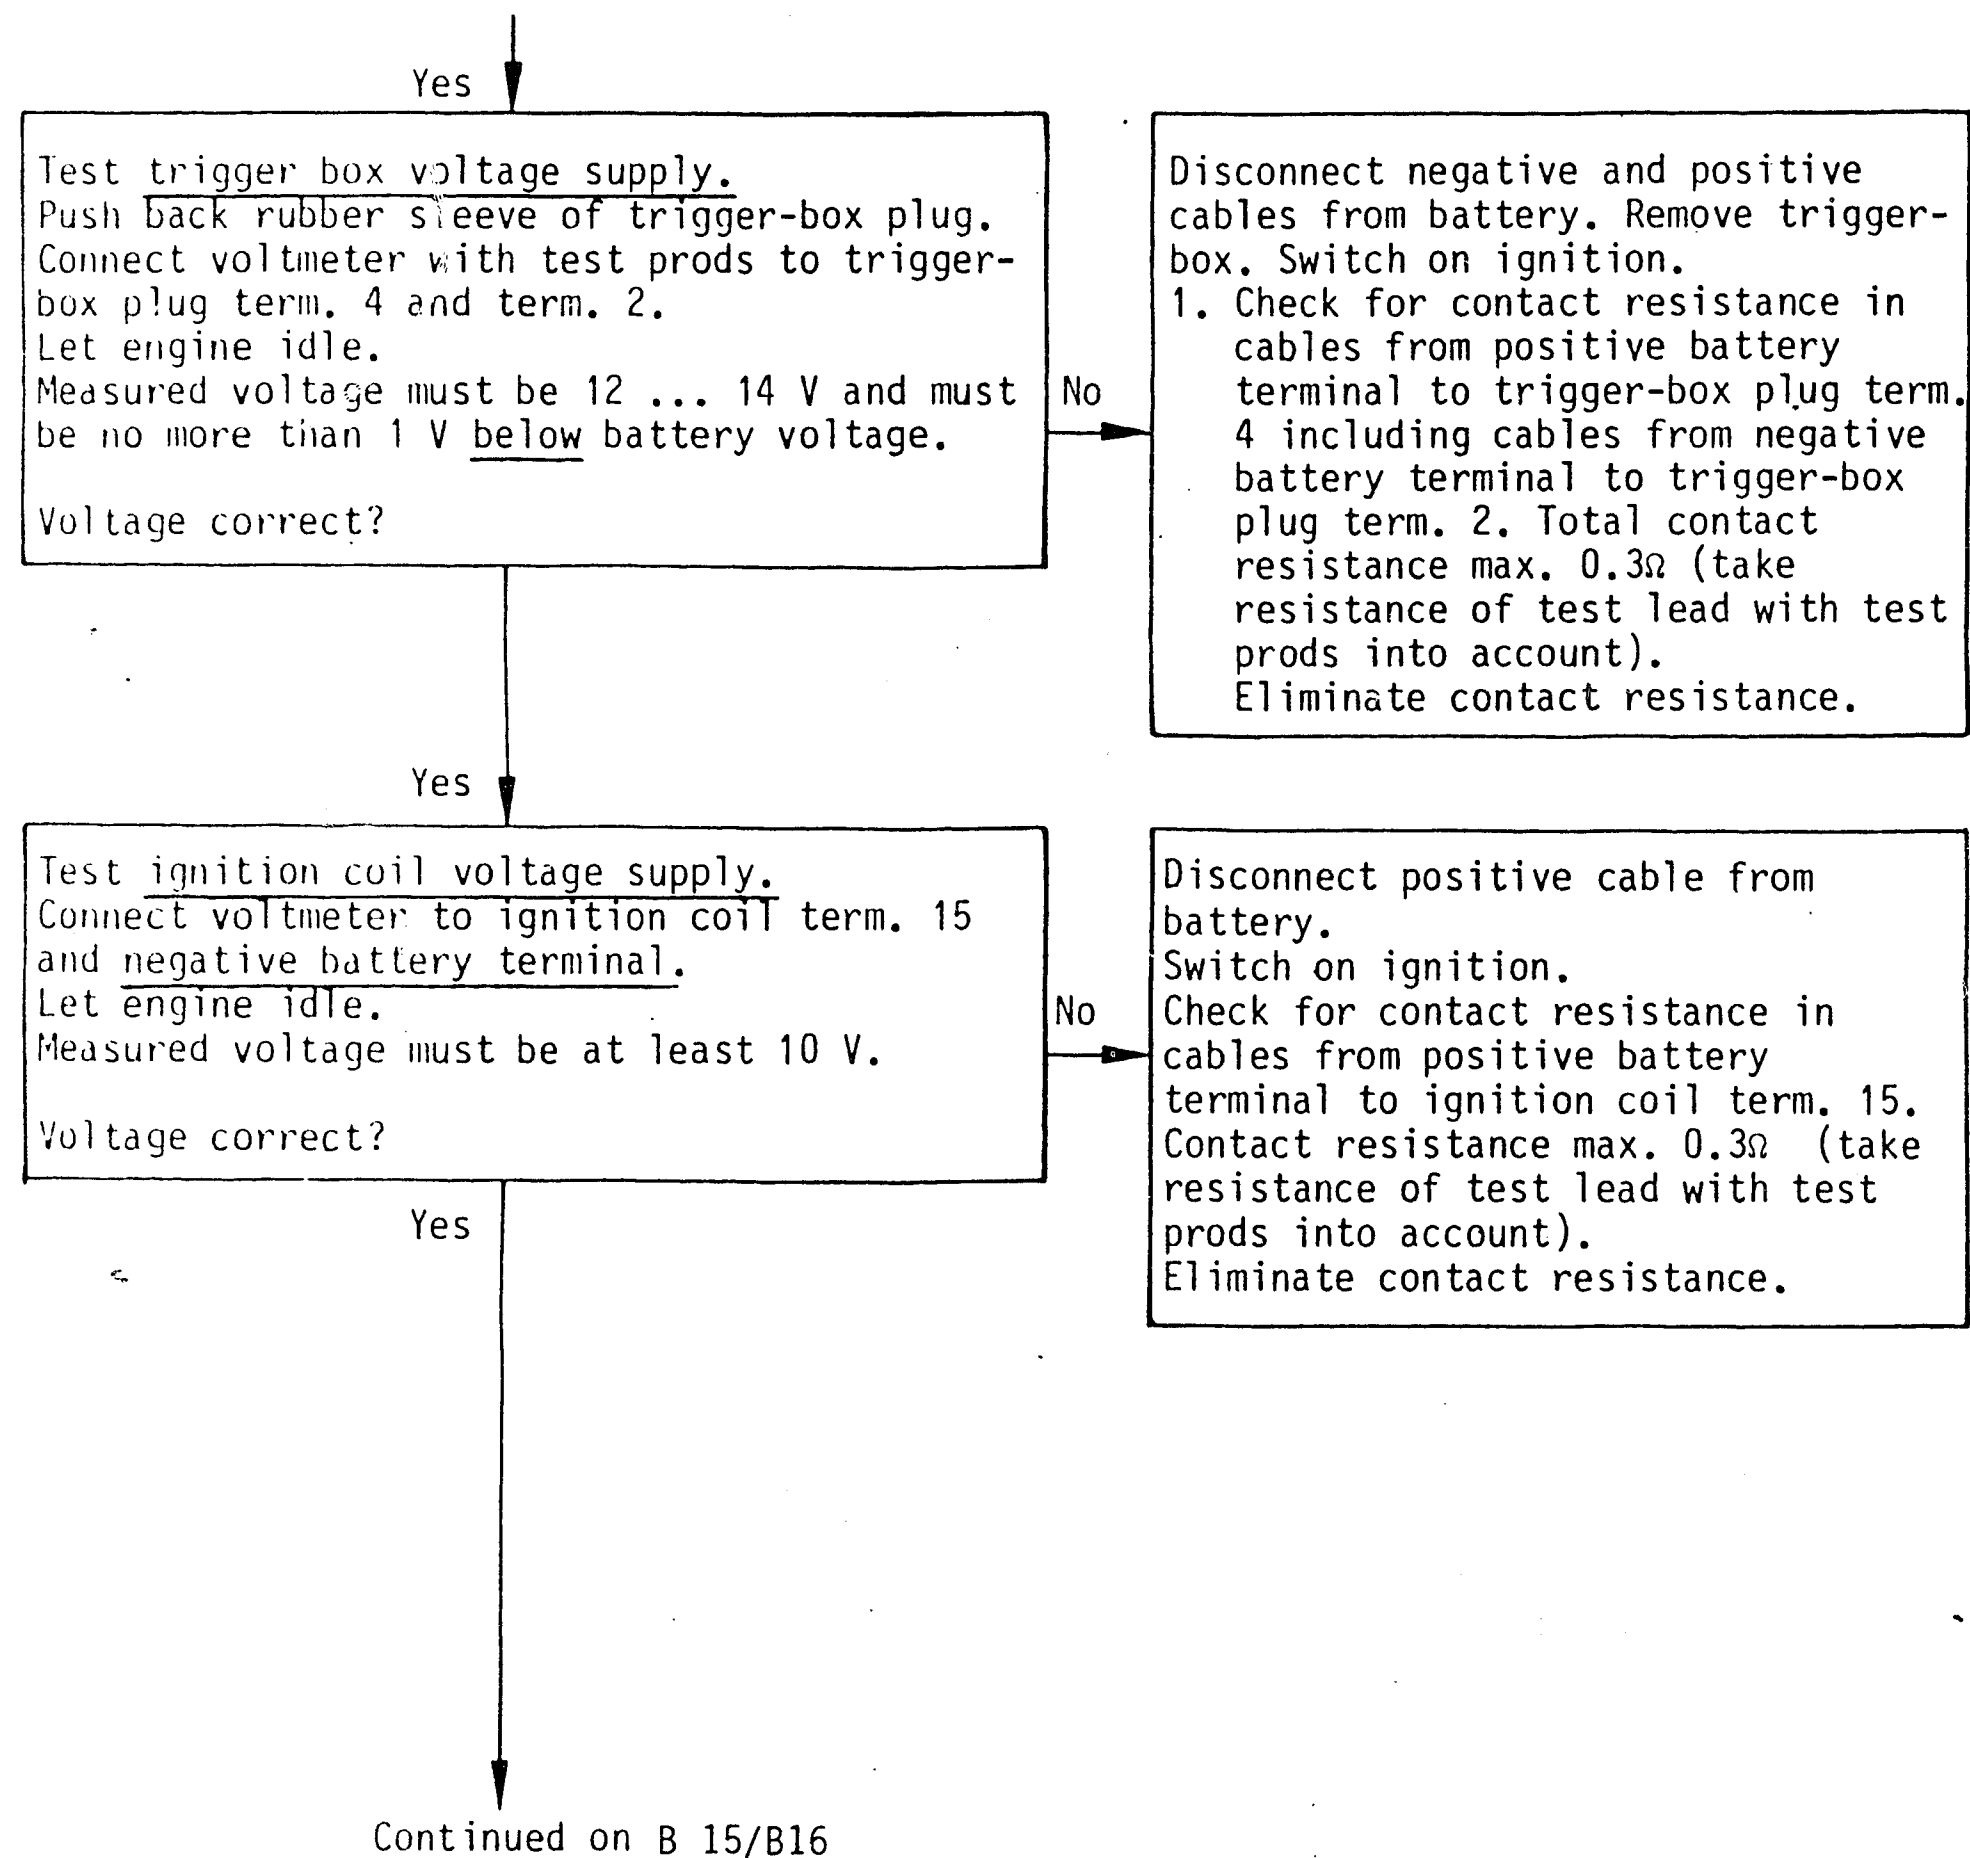 Yes
Test trigger box voltage supply.
Push back rubber sleeve of trigger-box plug.
Connect voltmeter with test prods to trigger-
box plug term. 4 and term. 2.
Let engine idle.
Measured voltage must be 12 ... 14 V and must
be no more than 1 V below battery voltage.
Voltage correct?
No
Disconnect negative and positive
cables from battery. Remove trigger-
box. Switch on ignition.
1. Check for contact resistance in
cables from positive battery
terminal to trigger-box plug term.
4 including cables from negative
battery terminal to trigger-box
plug term. 2. Total contact
resistance max. 0.3Ω (take
resistance of test lead with test
prods into account).
Eliminate contact resistance.
Yes
Test ignition coil voltage supply.
Connect voltmeter to ignition coil term. 15
and negative battery terminal.
Let engine idle.
Measured voltage must be at least 10 V.
Voltage correct?
No
Disconnect positive cable from
battery.
Switch on ignition.
Check for contact resistance in
cables from positive battery
terminal to ignition coil term. 15.
Contact resistance max. 0.3Ω (take
resistance of test lead with test
prods into account).
Eliminate contact resistance.
Yes
Continued on B 15/B16